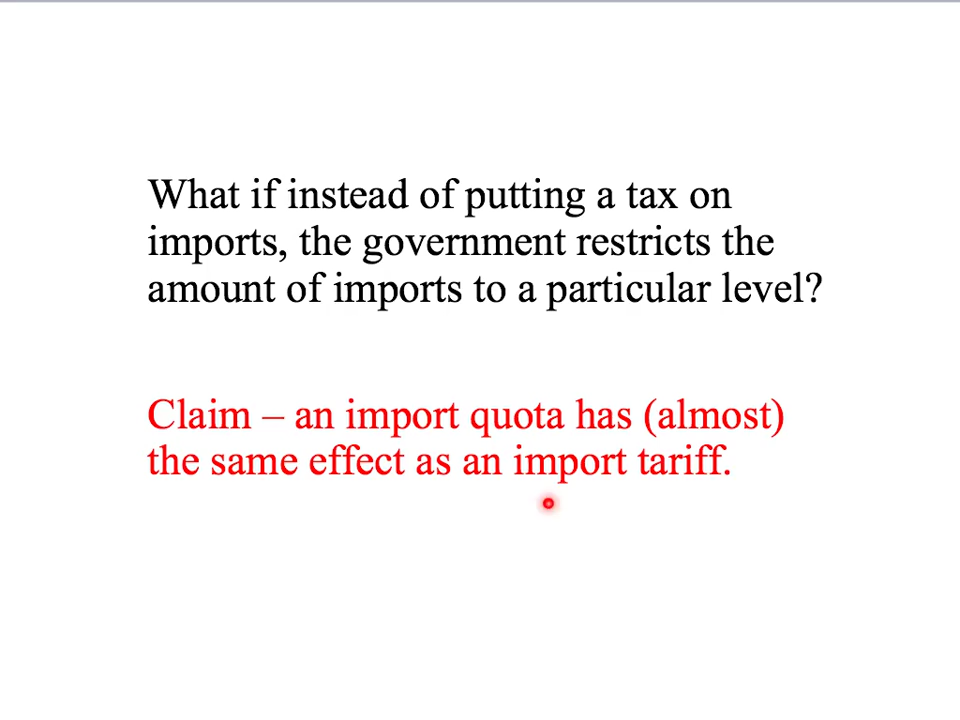 What if instead of putting a tax on
imports, the government restricts the
amount of imports to a particular level?
Claim – an import quota has (almost)
the same effect as an import tariff.